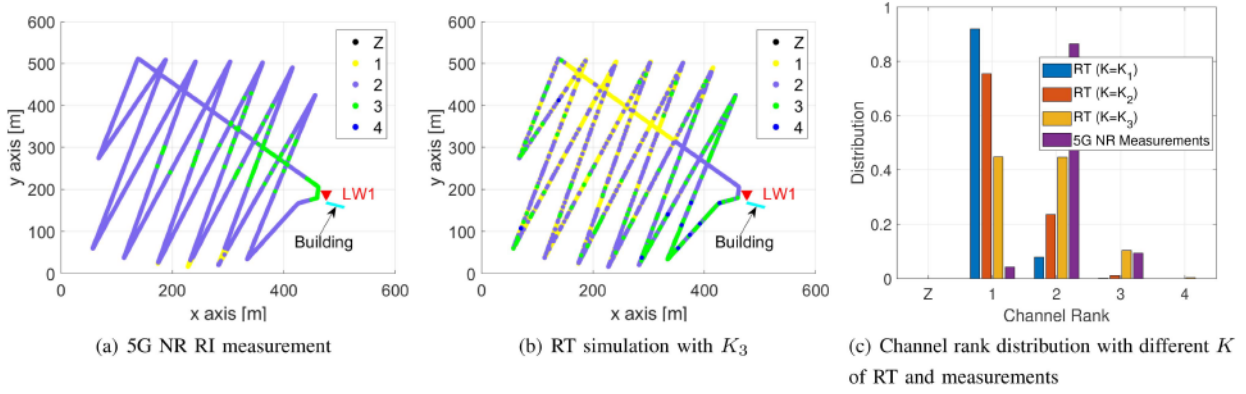 600
500
400
300
200
100
0
y axis [m]
0
200
400
600
x axis [m]
Z
1
2
3
4
LW1
Building
(a) 5G NR RI measurement
600
500
400
300
200
100
0
y axis [m]
0
200
400
600
x axis [m]
Z
1
2
3
4
LW1
Building
(b) RT simulation with K₃
1
0.8
0.6
0.4
0.2
0
Distribution
RT (K=K₁)
RT (K=K₂)
RT (K=K₃)
5G NR Measurements
Z
1
2
3
4
Channel Rank
(c) Channel rank distribution with different K
of RT and measurements